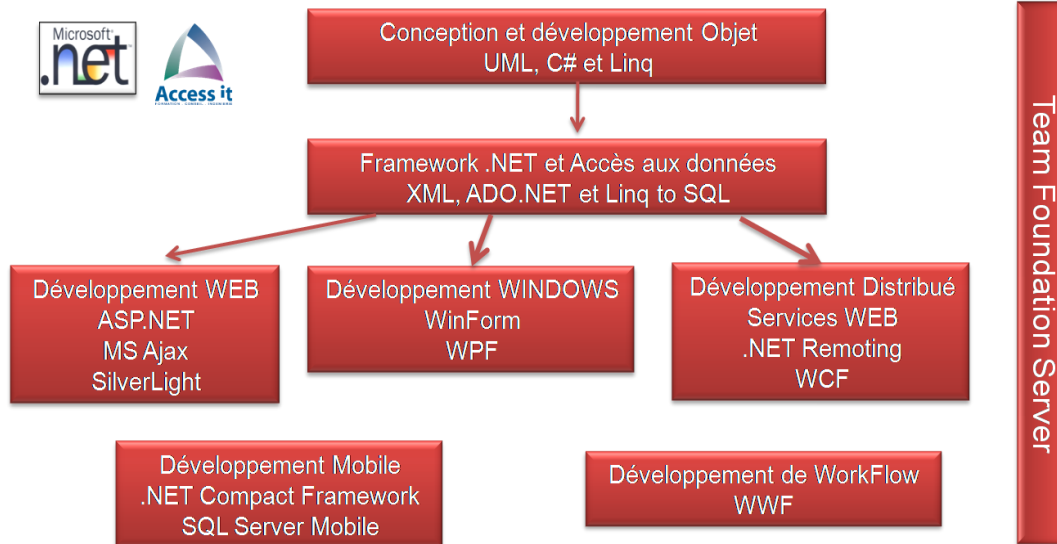 Microsoft
.net
Access it
FORMATION CONSEIL INGENIERIE
Conception et développement Objet
UML, C# et Linq
Framework .NET et Accès aux données
XML, ADO.NET et Linq to SQL
Développement WEB
ASP.NET
MS Ajax
SilverLight
Développement WINDOWS
WinForm
WPF
Développement Distribué
Services WEB
.NET Remoting
WCF
Développement Mobile
.NET Compact Framework
SQL Server Mobile
Développement de WorkFlow
WWF
Team Foundation Server